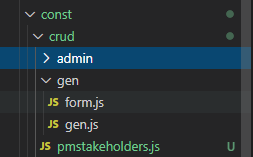 const
crud
admin
gen
JS form.js
JS gen.js
JS pmstakeholders.js U